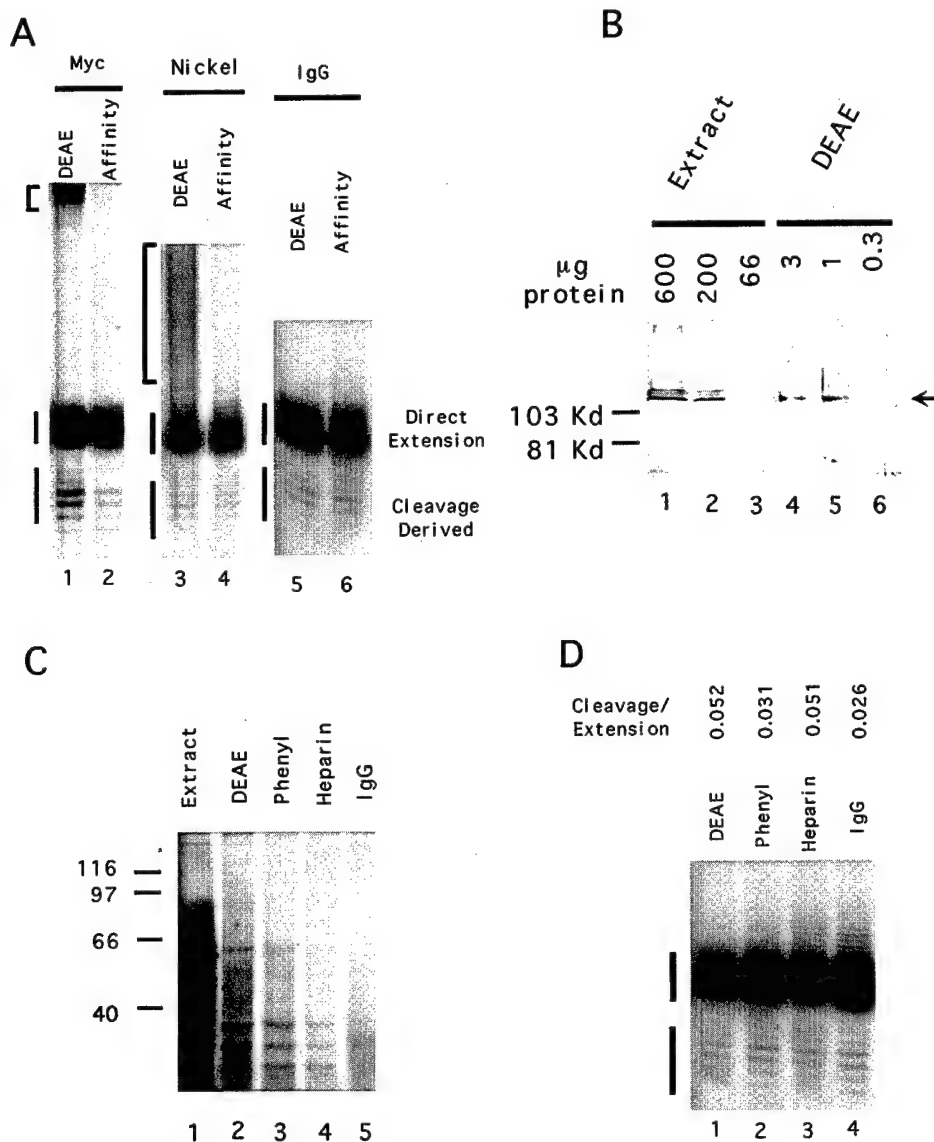 A
Myc
Nickel
IgG
DEAE
Affinity
DEAE
Affinity
DEAE
Affinity
Direct
Extension
Cleavage
Derived
1 2 3 4 5 6
B
Extract
DEAE
µg
protein
600 200 66 3 1 0.3
103 Kd
81 Kd
1 2 3 4 5 6
C
Extract
DEAE
Phenyl
Heparin
IgG
116
97
66
40
1 2 3 4 5
D
Cleavage/
Extension
0.052 0.031 0.051 0.026
DEAE
Phenyl
Heparin
IgG
1 2 3 4